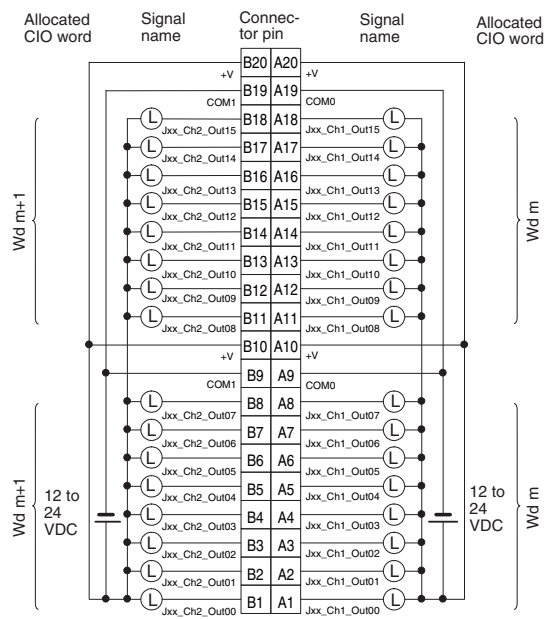 Allocated CIO word Signal name Connec-tor pin Signal name Allocated CIO word
B20 A20
+V +V
B19 A19
COM1 COM0
L B18 A18 L
Jxx_Ch2_Out15 Jxx_Ch1_Out15
L B17 A17 L
Jxx_Ch2_Out14 Jxx_Ch1_Out14
L B16 A16 L
Jxx_Ch2_Out13 Jxx_Ch1_Out13
L B15 A15 L
Jxx_Ch2_Out12 Jxx_Ch1_Out12
Wd m+1 L B14 A14 L Wd m
Jxx_Ch2_Out11 Jxx_Ch1_Out11
L B13 A13 L
Jxx_Ch2_Out10 Jxx_Ch1_Out10
L B12 A12 L
Jxx_Ch2_Out09 Jxx_Ch1_Out09
L B11 A11 L
Jxx_Ch2_Out08 Jxx_Ch1_Out08
B10 A10
+V +V
B9 A9
COM1 COM0
L B8 A8 L
Jxx_Ch2_Out07 Jxx_Ch1_Out07
L B7 A7 L
Jxx_Ch2_Out06 Jxx_Ch1_Out06
L B6 A6 L
Jxx_Ch2_Out05 Jxx_Ch1_Out05
L B5 A5 L
Jxx_Ch2_Out04 Jxx_Ch1_Out04
Wd m+1 12 to 24 VDC L B4 A4 L 12 to 24 VDC Wd m
Jxx_Ch2_Out03 Jxx_Ch1_Out03
L B3 A3 L
Jxx_Ch2_Out02 Jxx_Ch1_Out02
L B2 A2 L
Jxx_Ch2_Out01 Jxx_Ch1_Out01
L B1 A1 L
Jxx_Ch2_Out00 Jxx_Ch1_Out00